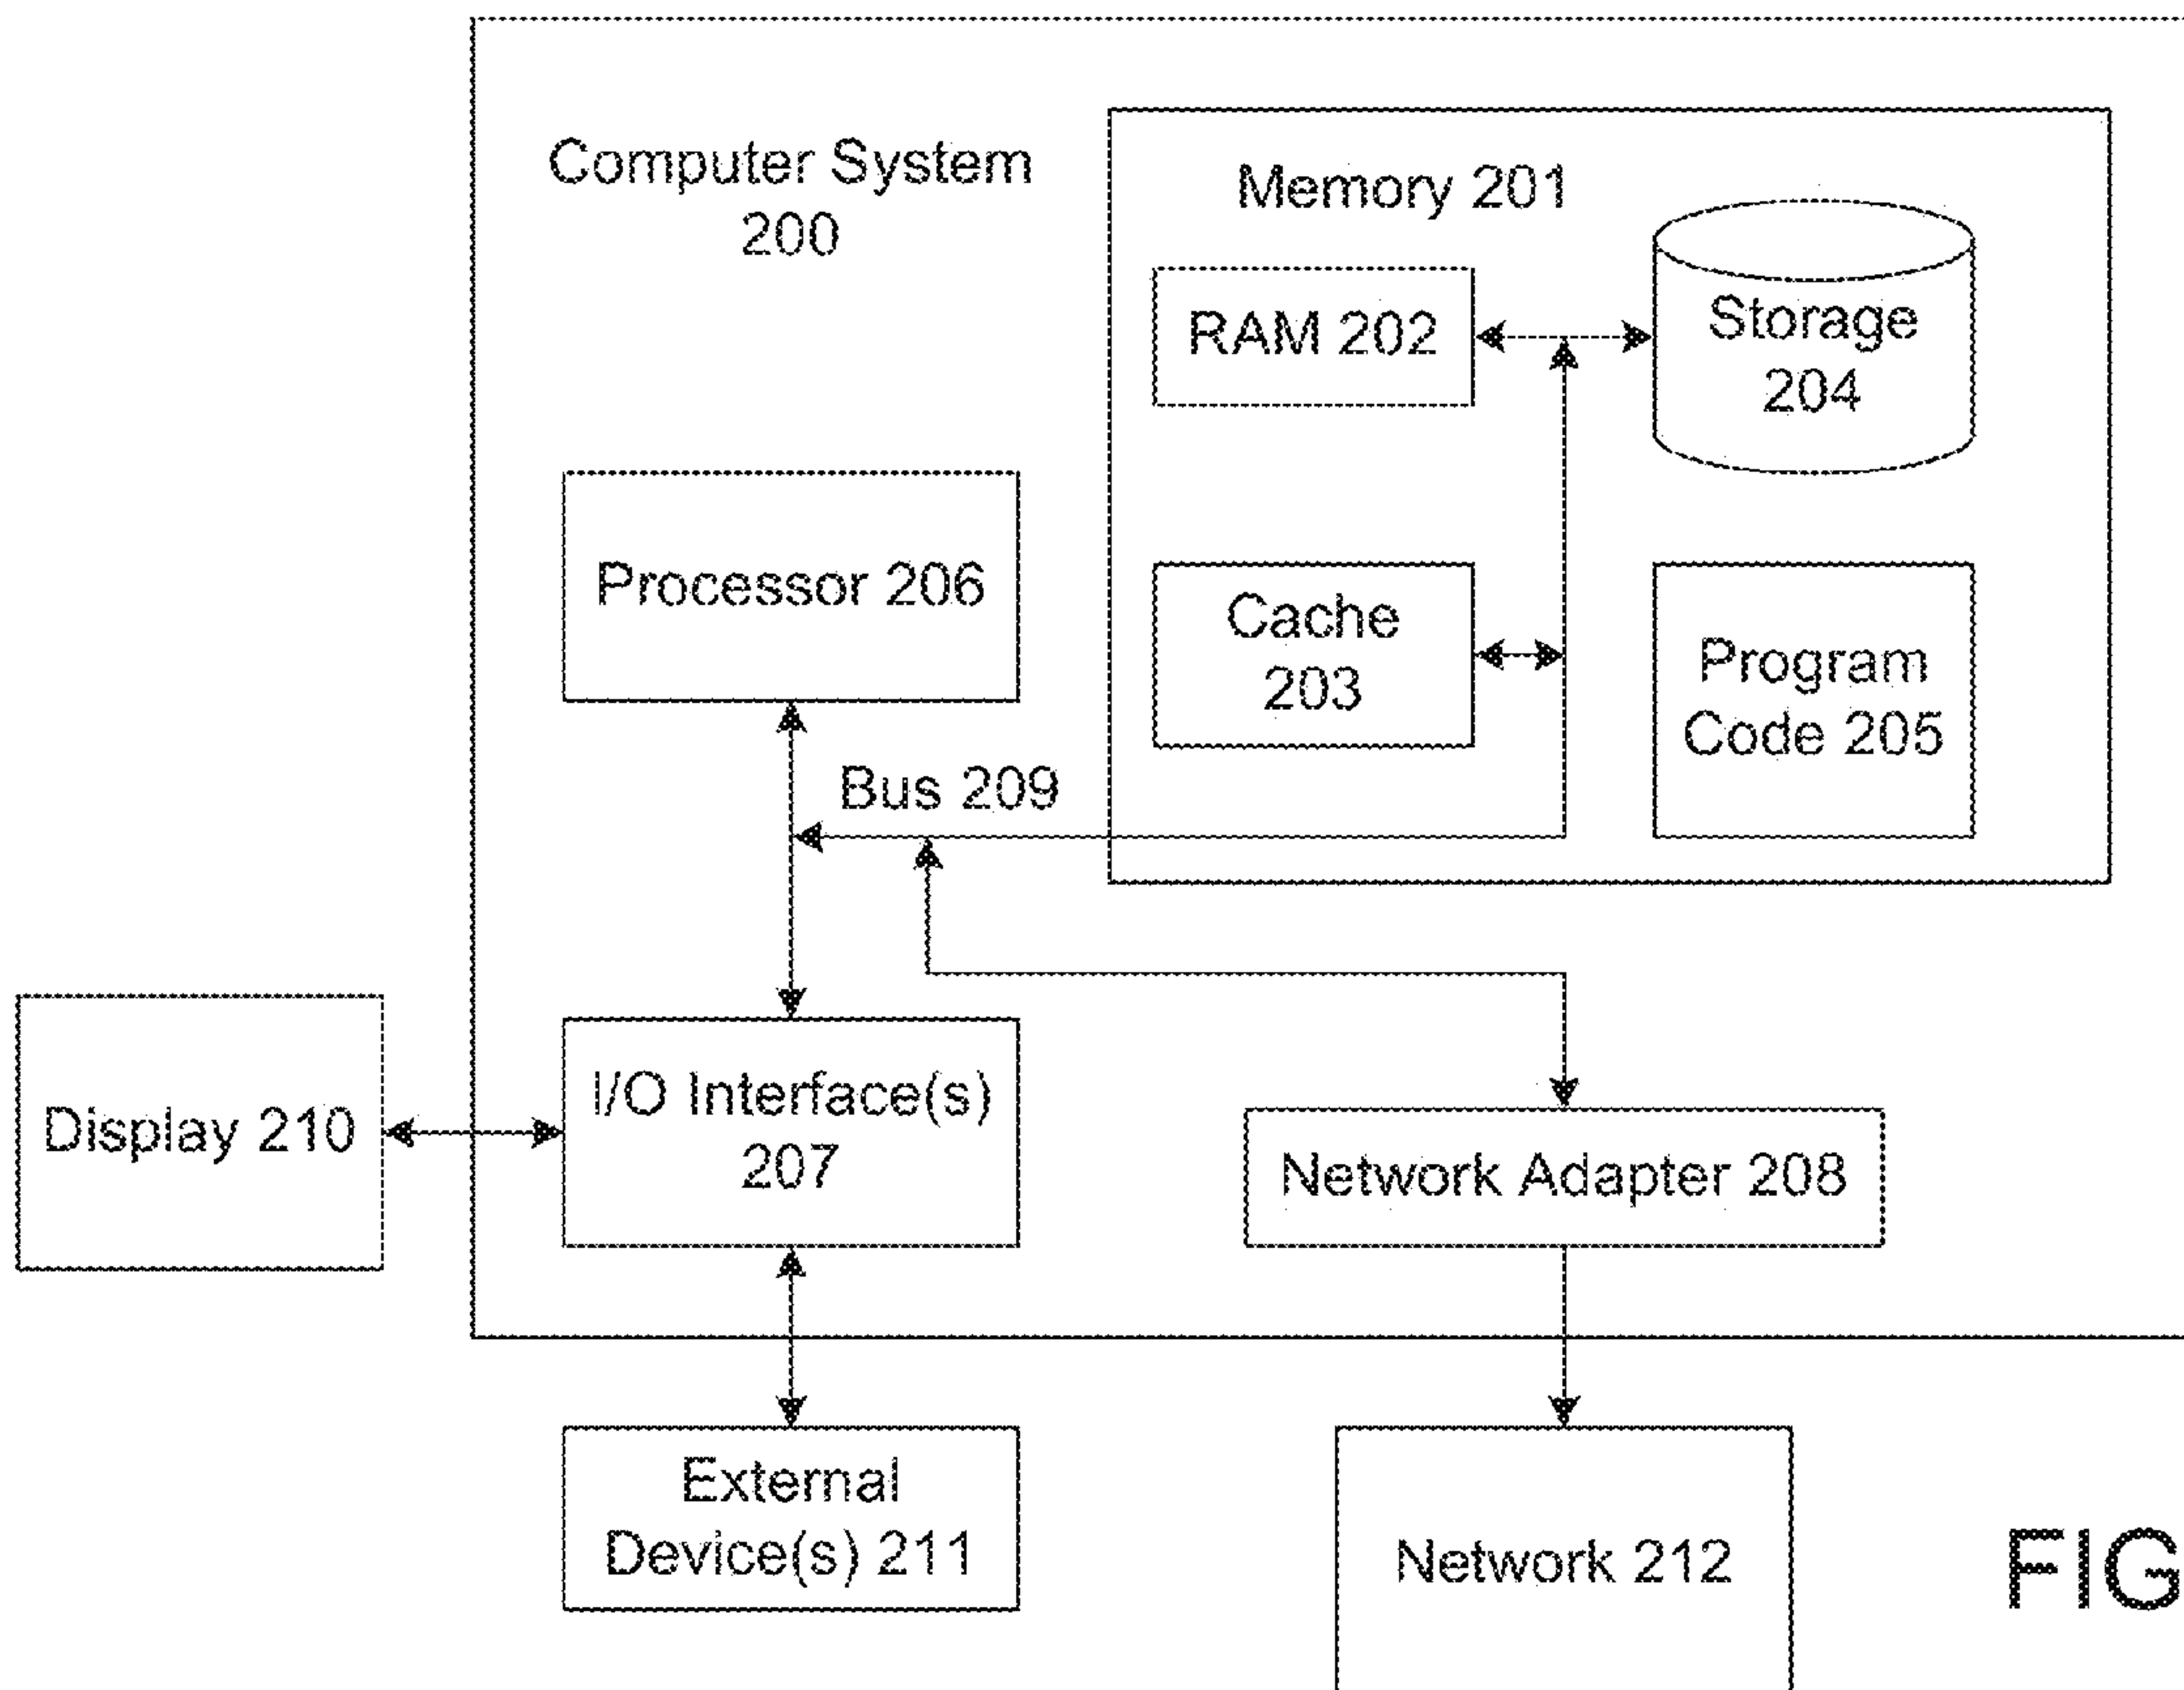 Computer System
200
Memory 201
RAM 202
Storage
204
Processor 206
Cache
203
Program
Code 205
Bus 209
Display 210
I/O Interface(s)
207
Network Adapter 208
External
Device(s) 211
Network 212
FIG